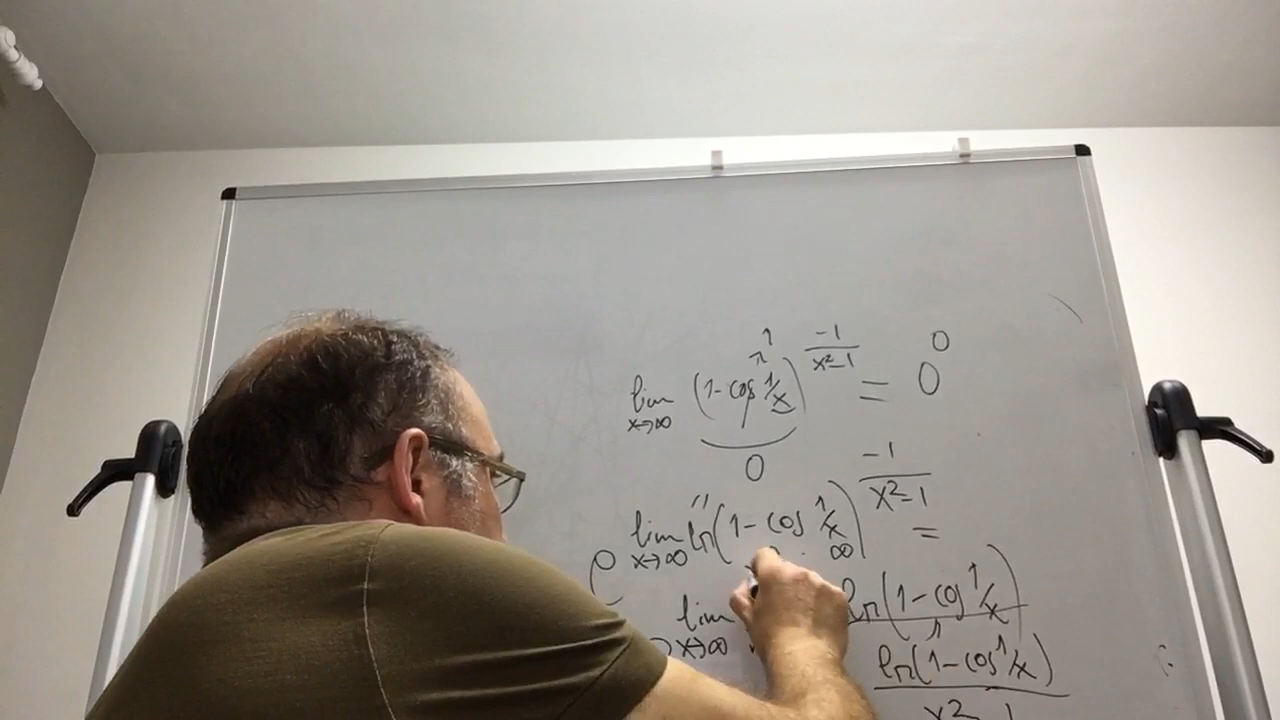 lim x→∞ (1-cos 1/x)^(-1/(x²-1)) = 0^0
0
e^ lim x→∞ ln(1-cos 1/x)^(-1/(x²-1)) =
lim x→∞ ln(1-cos 1/x)
ln(1-cos 1/x)
x² 1